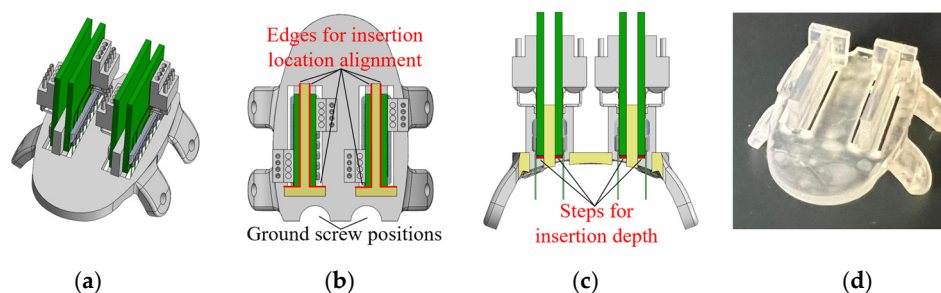 Edges for insertion
location alignment
Ground screw positions
Steps for
insertion depth
(a)
(b)
(c)
(d)